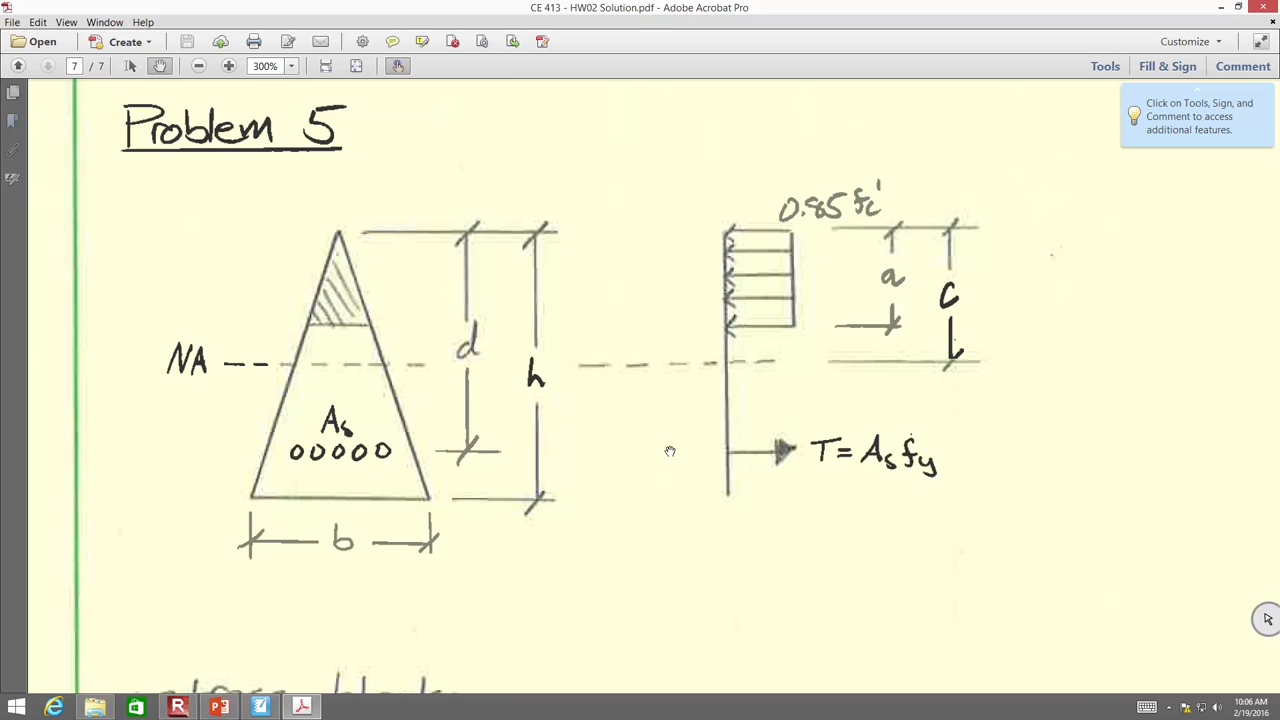 CE 413 - HW02 Solution.pdf - Adobe Acrobat Pro
File Edit View Window Help
Open Create Customize
7 / 7 300% Tools Fill & Sign Comment
Click on Tools, Sign, and
Comment to access
additional features.
Problem 5
0.85 fc'
a
c
d
h
NA
As
T = As fy
b
stress block
10:06 AM
2/19/2016